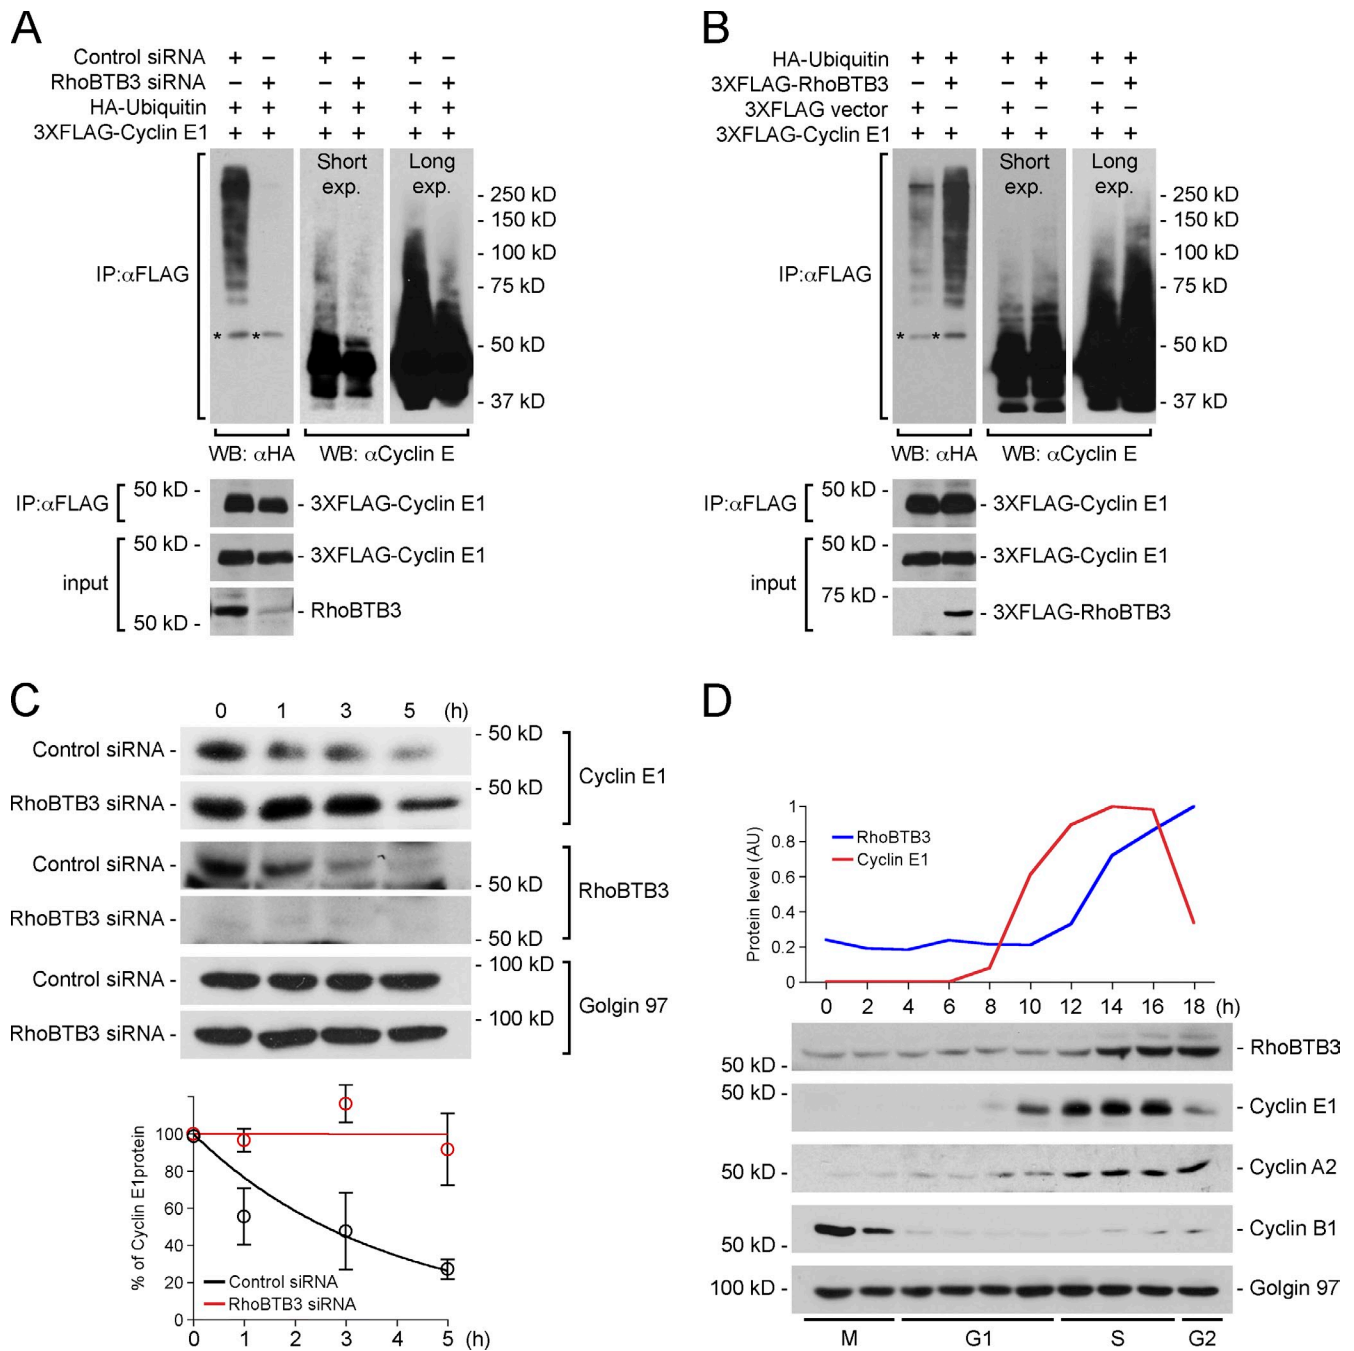 A
Control siRNA + – + – + –
RhoBTB3 siRNA – + – + – +
HA-Ubiquitin + + + + + +
3XFLAG-Cyclin E1 + + + + + +
Short exp.
Long exp.
IP:αFLAG
* *
- 250 kD
- 150 kD
- 100 kD
- 75 kD
- 50 kD
- 37 kD
WB: αHA
WB: αCyclin E
IP:αFLAG
50 kD -
- 3XFLAG-Cyclin E1
input
50 kD -
- 3XFLAG-Cyclin E1
50 kD -
- RhoBTB3
B
HA-Ubiquitin + + + + + +
3XFLAG-RhoBTB3 – + – + – +
3XFLAG vector + – + – + –
3XFLAG-Cyclin E1 + + + + + +
Short exp.
Long exp.
IP:αFLAG
* *
- 250 kD
- 150 kD
- 100 kD
- 75 kD
- 50 kD
- 37 kD
WB: αHA
WB: αCyclin E
IP:αFLAG
50 kD -
- 3XFLAG-Cyclin E1
input
50 kD -
- 3XFLAG-Cyclin E1
75 kD -
- 3XFLAG-RhoBTB3
C
0 1 3 5 (h)
Control siRNA -
- 50 kD
RhoBTB3 siRNA -
- 50 kD
Cyclin E1
Control siRNA -
- 50 kD
RhoBTB3 siRNA -
- 50 kD
RhoBTB3
Control siRNA -
- 100 kD
RhoBTB3 siRNA -
- 100 kD
Golgin 97
% of Cyclin E1protein
100
80
60
40
20
0
Control siRNA
RhoBTB3 siRNA
0 1 2 3 4 5 (h)
D
Protein level (AU)
1
0.8
0.6
0.4
0.2
0
RhoBTB3
Cyclin E1
0 2 4 6 8 10 12 14 16 18 (h)
50 kD -
- RhoBTB3
50 kD -
- Cyclin E1
50 kD -
- Cyclin A2
50 kD -
- Cyclin B1
100 kD -
- Golgin 97
M G1 S G2